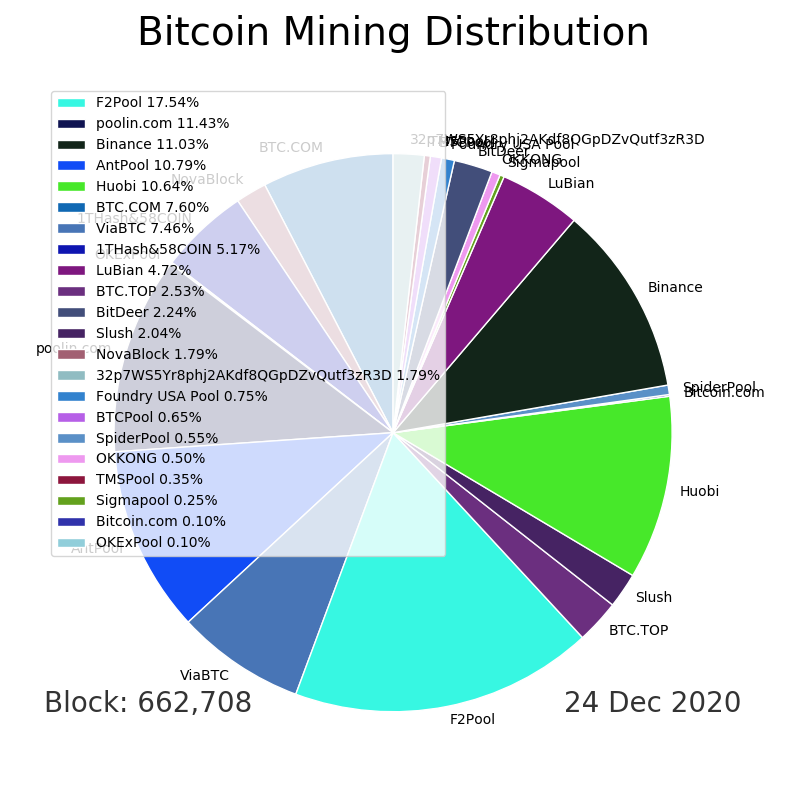 Bitcoin Mining Distribution
F2Pool 17.54%
poolin.com 11.43%
Binance 11.03%
AntPool 10.79%
Huobi 10.64%
BTC.COM 7.60%
ViaBTC 7.46%
1THash&58COIN 5.17%
LuBian 4.72%
BTC.TOP 2.53%
BitDeer 2.24%
Slush 2.04%
NovaBlock 1.79%
32p7WS5Yr8phj2AKdf8QGpDZvQutf3zR3D 1.79%
Foundry USA Pool 0.75%
BTCPool 0.65%
SpiderPool 0.55%
OKKONG 0.50%
TMSPool 0.35%
Sigmapool 0.25%
Bitcoin.com 0.10%
OKExPool 0.10%
32p7WS5Yr8phj2AKdf8QGpDZvQutf3zR3D
Foundry USA Pool
BitDeer
OKKONG
Sigmapool
LuBian
Binance
SpiderPool
Bitcoin.com
Huobi
Slush
BTC.TOP
F2Pool
ViaBTC
AntPool
poolin.com
OKExPool
1THash&58COIN
NovaBlock
BTC.COM
Block: 662,708
24 Dec 2020